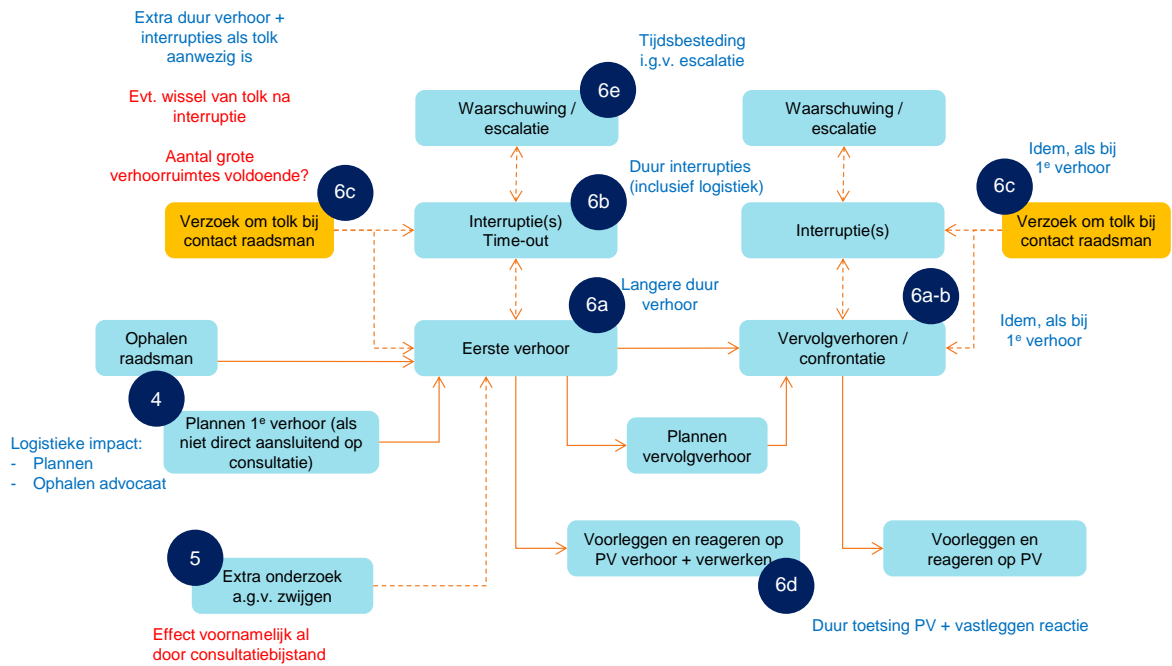 Extra duur verhoor +
interrupties als tolk
aanwezig is
Evt. wissel van tolk na
interruptie
Aantal grote
verhoorruimtes voldoende?
6c
Verzoek om tolk bij
contact raadsman
Tijdsbesteding
i.g.v. escalatie
6e
Waarschuwing /
escalatie
Waarschuwing /
escalatie
Duur interrupties
(inclusief logistiek)
6b
Interruptie(s)
Time-out
Interruptie(s)
Idem, als bij
1e verhoor
6c
Verzoek om tolk bij
contact raadsman
Langere duur
verhoor
6a
6a-b
Idem, als bij
1e verhoor
Ophalen
raadsman
Eerste verhoor
Vervolgverhoren /
confrontatie
4
Plannen 1e verhoor (als
niet direct aansluitend op
consultatie)
Logistieke impact:
- Plannen
- Ophalen advocaat
Plannen
vervolgverhoor
5
Extra onderzoek
a.g.v. zwijgen
Voorleggen en reageren op
PV verhoor + verwerken
6d
Voorleggen en
reageren op PV
Effect voornamelijk al
door consultatiebijstand
Duur toetsing PV + vastleggen reactie